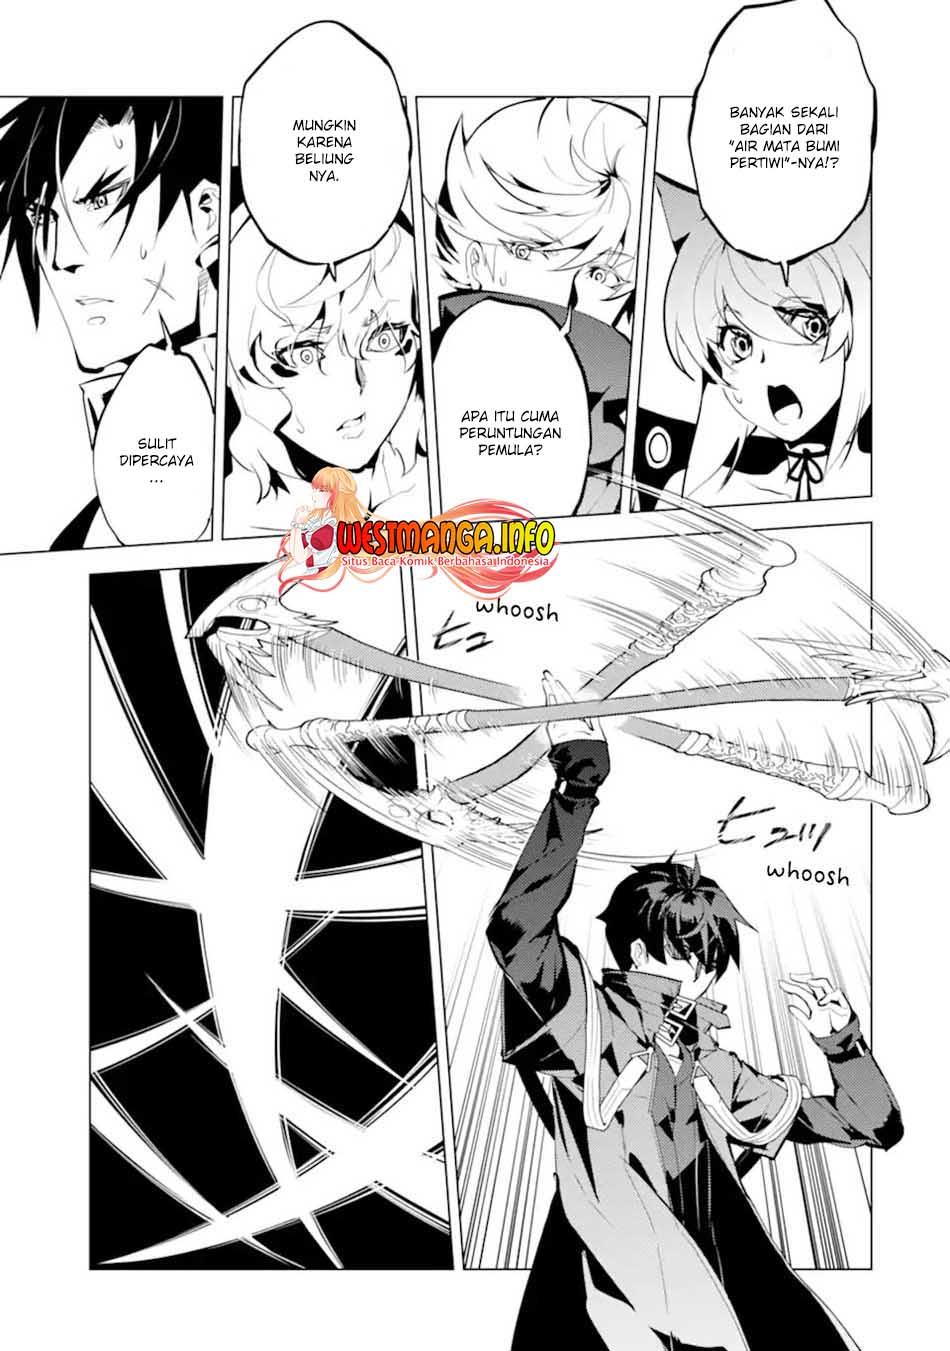 BANYAK SEKALI
BAGIAN DARI
"AIR MATA BUMI
PERTIWI"-NYA!?
APA ITU CUMA
PERUNTUNGAN
PEMULA?
MUNGKIN
KARENA
BELIUNG
NYA.
SULIT
DIPERCAYA
...
WESTMANGA.INFO
Situs Baca Komik Berbahasa Indonesia
ヒュ
whoosh
ヒュッ
whoosh